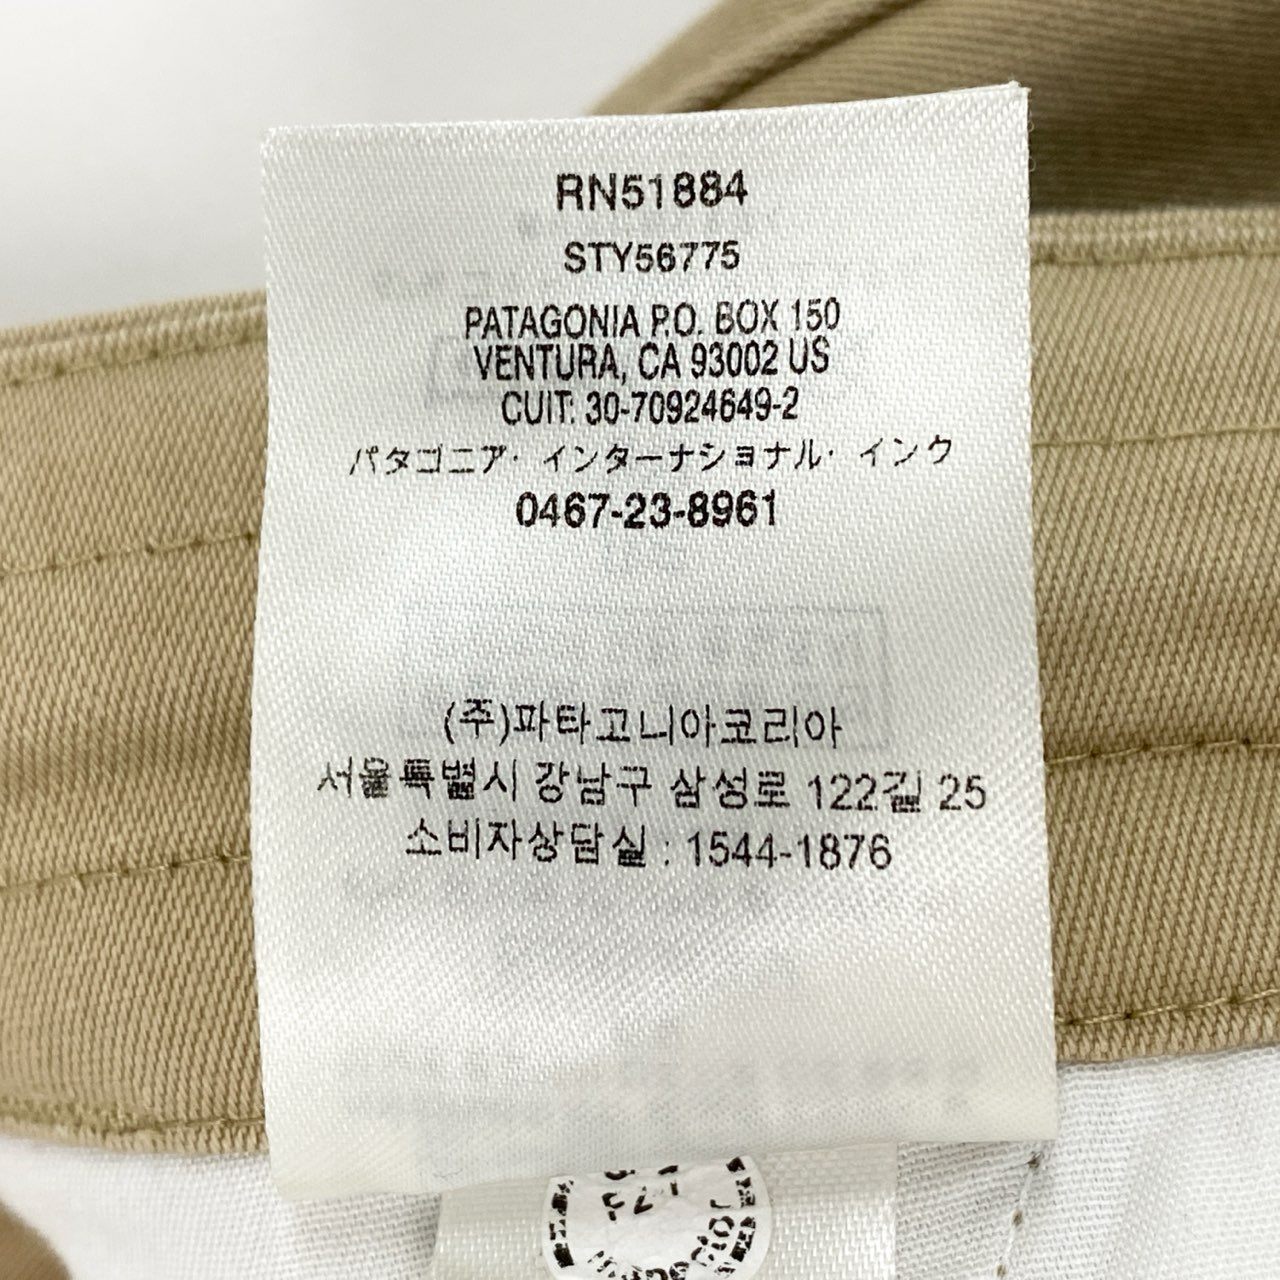 RN51884
STY56775
PATAGONIA P.O. BOX 150
VENTURA, CA 93002 US
CUIT: 30-70924649-2
パタゴニア・インターナショナル・インク
0467-23-8961
(주)파타고니아코리아
서울특별시 강남구 삼성로 122길 25
소비자상담실 : 1544-1876